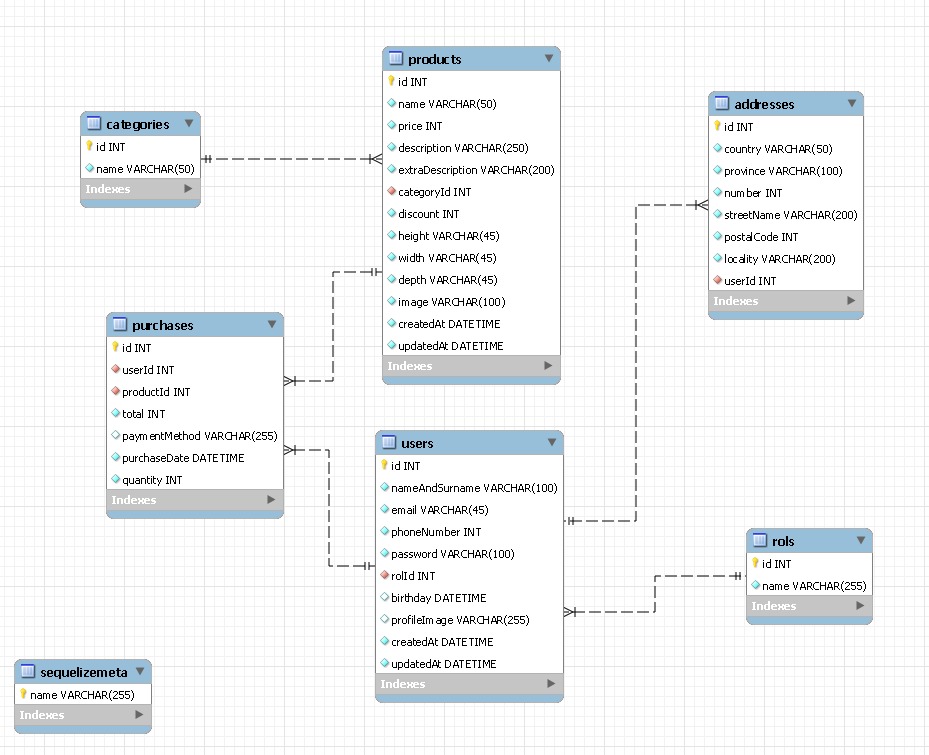 products
id INT
name VARCHAR(50)
price INT
description VARCHAR(250)
extraDescription VARCHAR(200)
categoryId INT
discount INT
height VARCHAR(45)
width VARCHAR(45)
depth VARCHAR(45)
image VARCHAR(100)
createdAt DATETIME
updatedAt DATETIME
Indexes
categories
id INT
name VARCHAR(50)
Indexes
addresses
id INT
country VARCHAR(50)
province VARCHAR(100)
number INT
streetName VARCHAR(200)
postalCode INT
locality VARCHAR(200)
userId INT
Indexes
purchases
id INT
userId INT
productId INT
total INT
paymentMethod VARCHAR(255)
purchaseDate DATETIME
quantity INT
Indexes
users
id INT
nameAndSurname VARCHAR(100)
email VARCHAR(45)
phoneNumber INT
password VARCHAR(100)
rolId INT
birthday DATETIME
profileImage VARCHAR(255)
createdAt DATETIME
updatedAt DATETIME
Indexes
rols
id INT
name VARCHAR(255)
Indexes
sequelizemeta
name VARCHAR(255)
Indexes